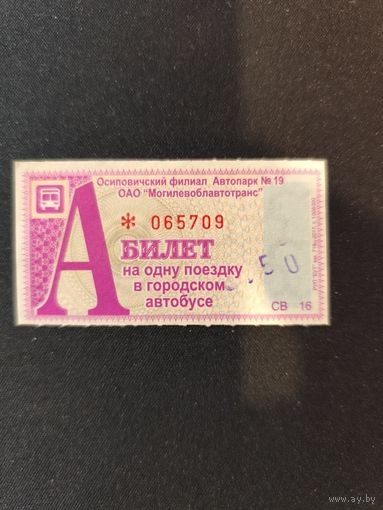 Осиповичский филиал Автопарк № 19
ОАО "Могилевоблавтотранс"
* 065709
А
БИЛЕТ
на одну поездку
в городском
автобусе
50
СВ 16
www.ay.by